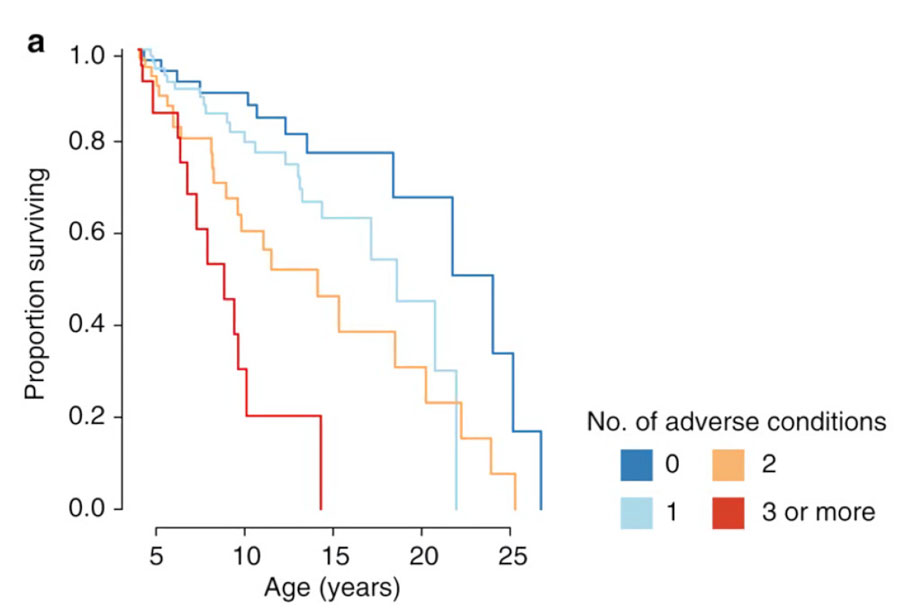 a
1.0
0.8
0.6
0.4
0.2
0.0
Proportion surviving
5 10 15 20 25
Age (years)
No. of adverse conditions
0 2
1 3 or more